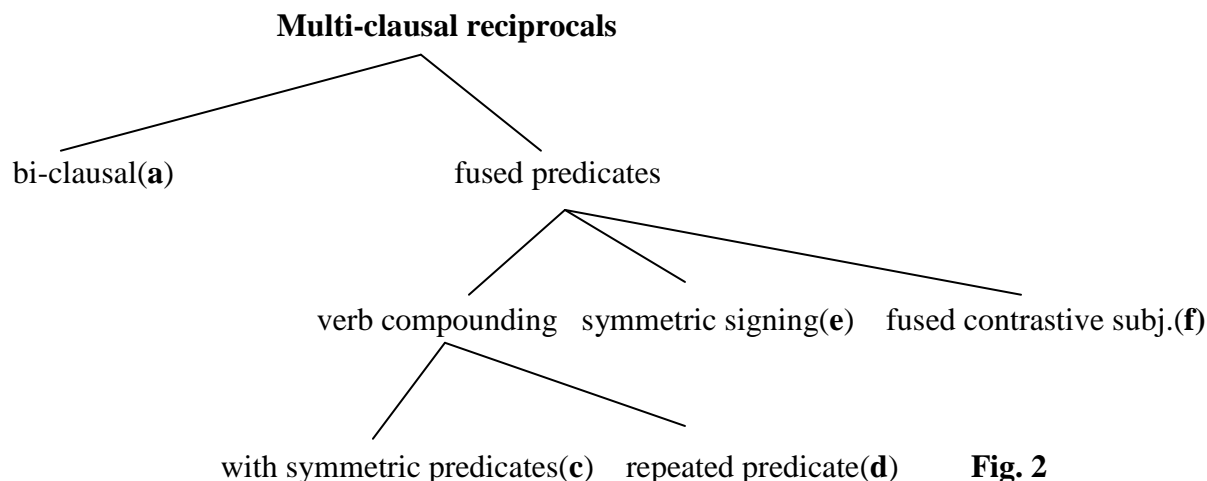 Multi-clausal reciprocals
bi-clausal(a) fused predicates
verb compounding symmetric signing(e) fused contrastive subj.(f)
with symmetric predicates(c) repeated predicate(d) Fig. 2